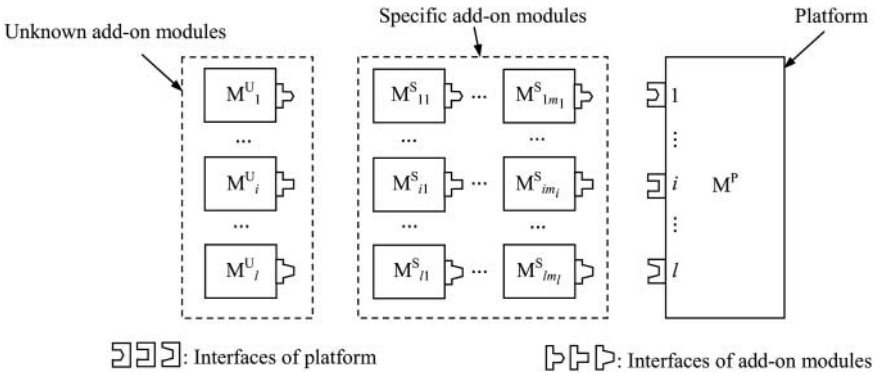 Specific add-on modules
Platform
Unknown add-on modules
M^U_1
M^S_11
...
M^S_1m_1
1
...
...
...
⋮
M^U_i
M^S_i1
...
M^S_im_i
i
M^P
...
...
...
⋮
M^U_l
M^S_l1
...
M^S_lm_l
l
: Interfaces of platform
: Interfaces of add-on modules